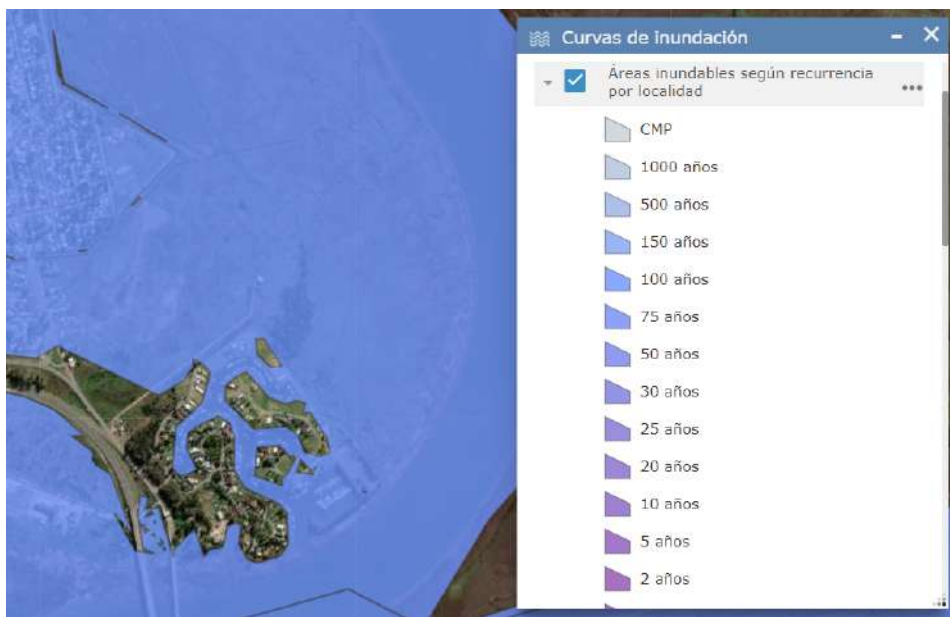 Curvas de inundación
Áreas inundables según recurrencia
por localidad
CMP
1000 años
500 años
150 años
100 años
75 años
50 años
30 años
25 años
20 años
10 años
5 años
2 años